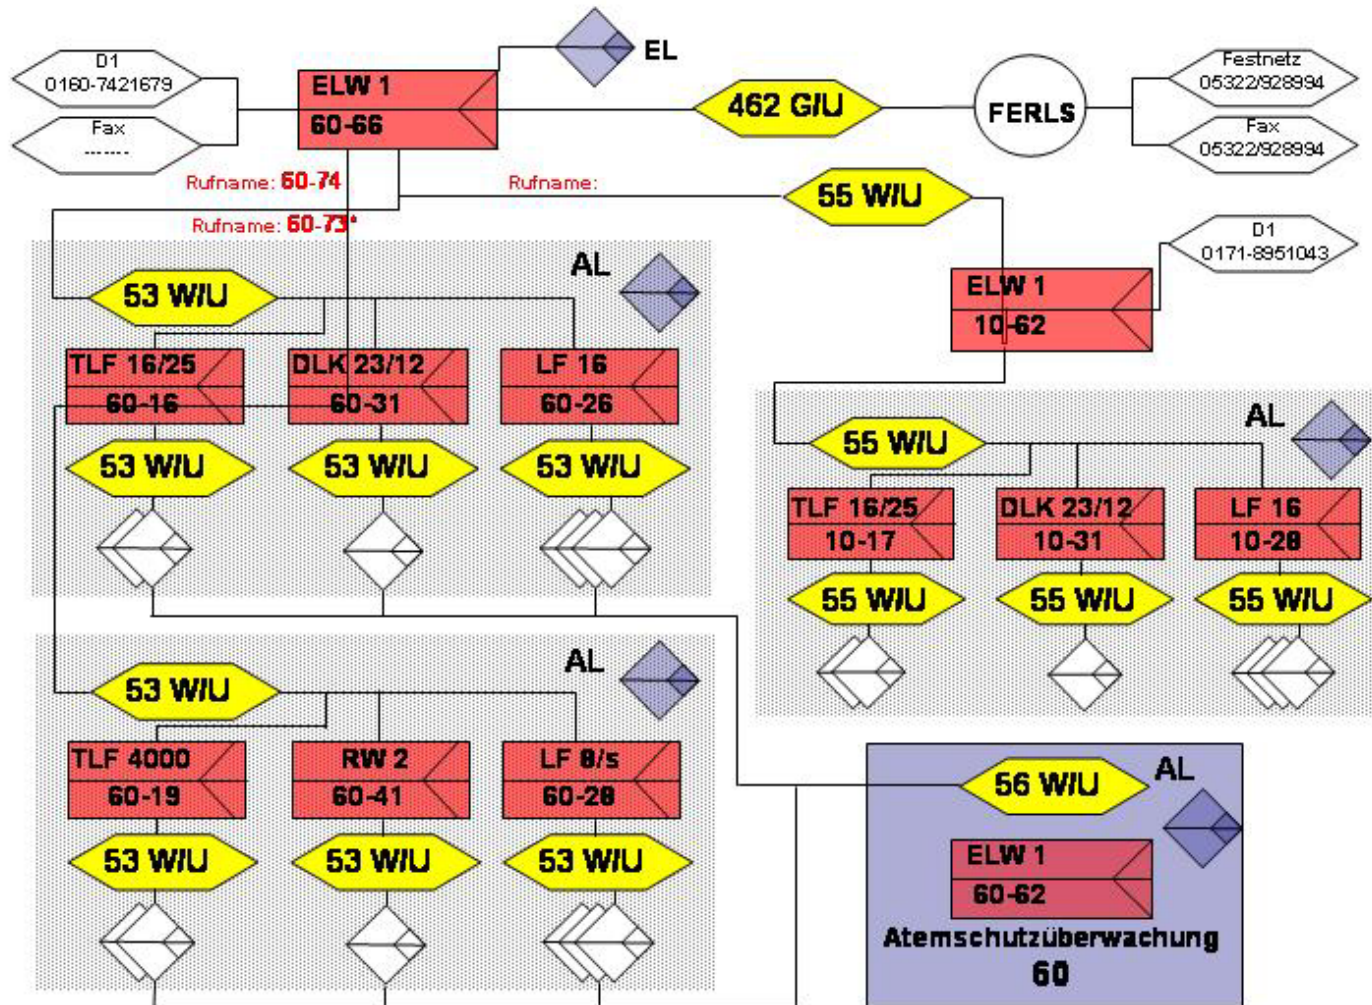 D1
0160-7421679
Fax
-------
ELW 1
60-66
EL
462 G/U
FERLS
Festnetz
05322/928994
Fax
05322/928994
Rufname: 60-74
Rufname: 60-73*
Rufname:
55 W/U
D1
0171-8951043
ELW 1
10-62
53 W/U
AL
TLF 16/25
60-16
DLK 23/12
60-31
LF 16
60-26
53 W/U
53 W/U
53 W/U
55 W/U
AL
TLF 16/25
10-17
DLK 23/12
10-31
LF 16
10-28
55 W/U
55 W/U
55 W/U
53 W/U
AL
TLF 4000
60-19
RW 2
60-41
LF 8/s
60-28
53 W/U
53 W/U
53 W/U
56 W/U
AL
ELW 1
60-62
Atemschutzüberwachung
60